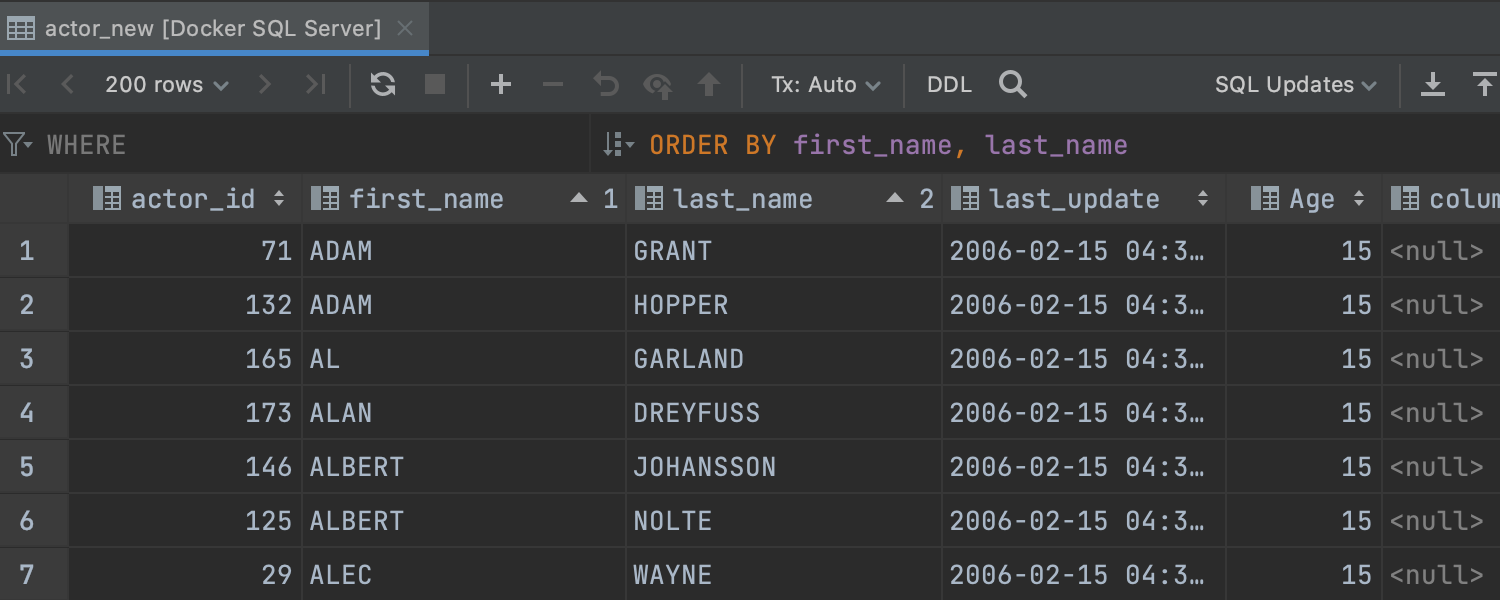 actor_new [Docker SQL Server]
200 rows Tx: Auto DDL SQL Updates
WHERE ORDER BY first_name, last_name
actor_id first_name 1 last_name 2 last_update Age colum
1 71 ADAM GRANT 2006-02-15 04:3… 15 <null>
2 132 ADAM HOPPER 2006-02-15 04:3… 15 <null>
3 165 AL GARLAND 2006-02-15 04:3… 15 <null>
4 173 ALAN DREYFUSS 2006-02-15 04:3… 15 <null>
5 146 ALBERT JOHANSSON 2006-02-15 04:3… 15 <null>
6 125 ALBERT NOLTE 2006-02-15 04:3… 15 <null>
7 29 ALEC WAYNE 2006-02-15 04:3… 15 <null>